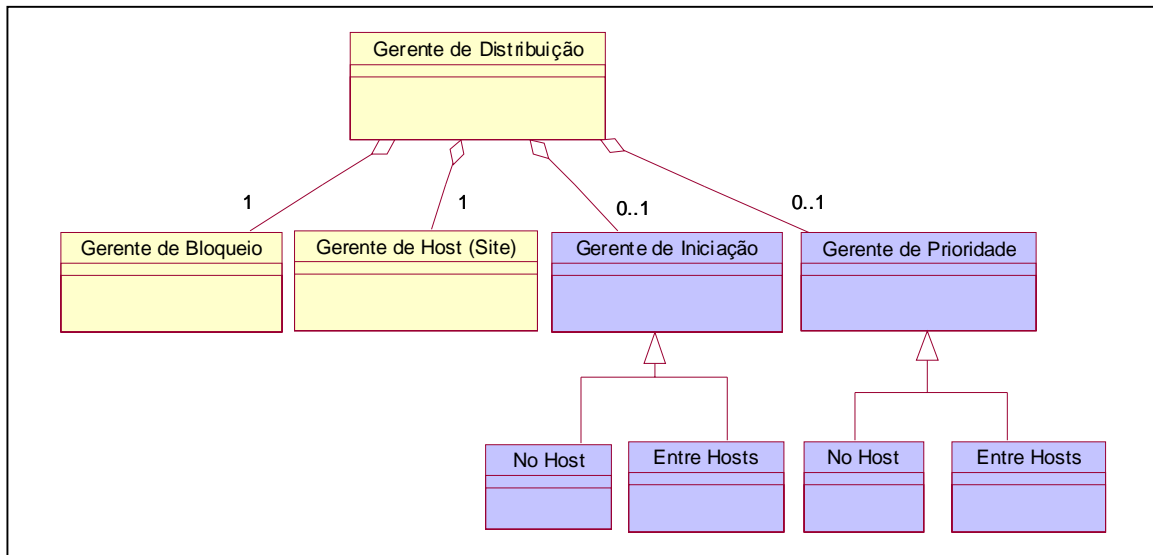 Gerente de Distribuição
1
1
0..1
0..1
Gerente de Bloqueio
Gerente de Host (Site)
Gerente de Iniciação
Gerente de Prioridade
No Host
Entre Hosts
No Host
Entre Hosts